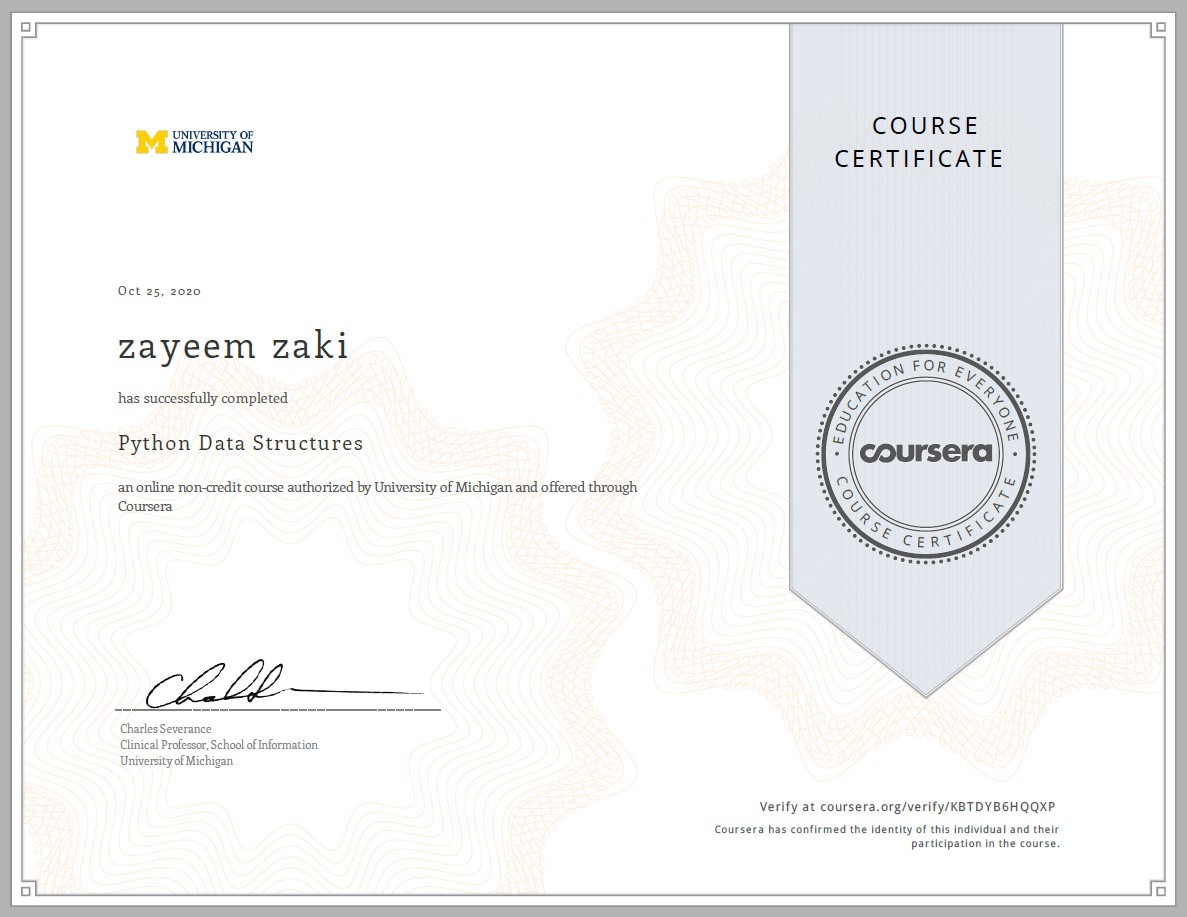 UNIVERSITY OF
MICHIGAN
COURSE
CERTIFICATE
Oct 25, 2020
zayeem zaki
has successfully completed
Python Data Structures
an online non-credit course authorized by University of Michigan and offered through
Coursera
EDUCATION FOR EVERYONE
coursera
COURSE CERTIFICATE
Charles Severance
Clinical Professor, School of Information
University of Michigan
Verify at coursera.org/verify/KBTDYB6HQQXP
Coursera has confirmed the identity of this individual and their
participation in the course.